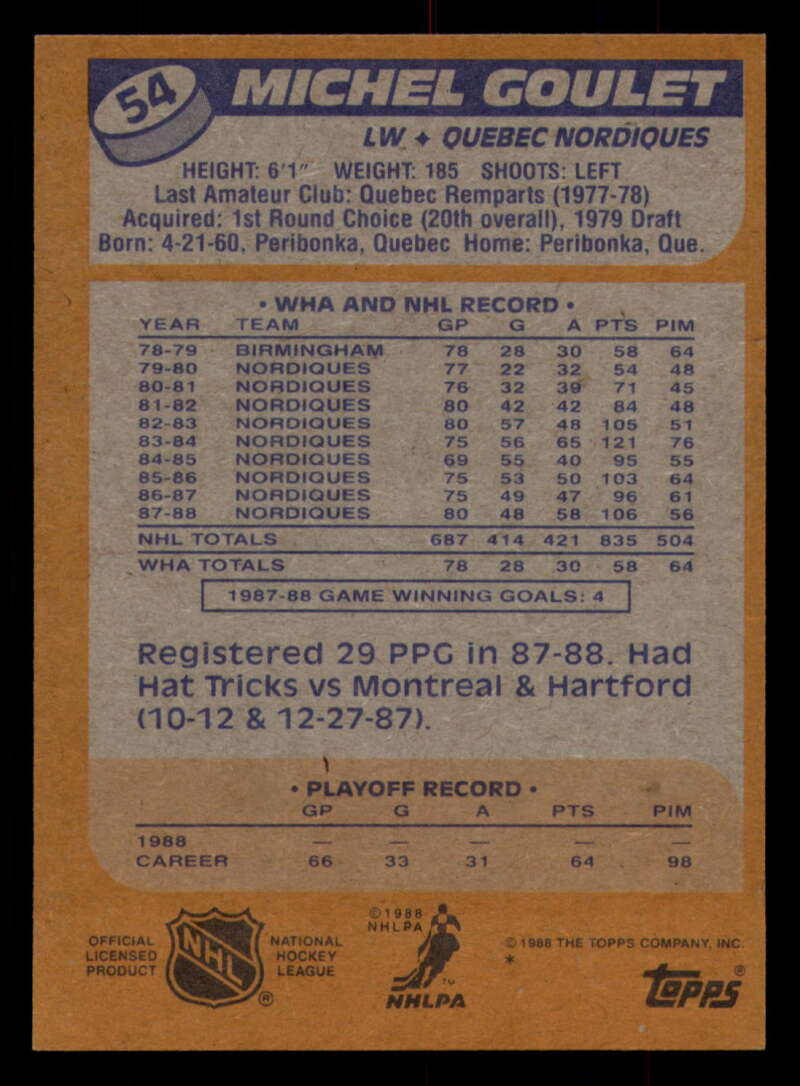 54
MICHEL GOULET
LW ✦ QUEBEC NORDIQUES
HEIGHT: 6'1" WEIGHT: 185 SHOOTS: LEFT
Last Amateur Club: Quebec Remparts (1977-78)
Acquired: 1st Round Choice (20th overall), 1979 Draft
Born: 4-21-60, Peribonka, Quebec Home: Peribonka, Que.
• WHA AND NHL RECORD •
YEAR TEAM GP G A PTS PIM
78-79 BIRMINGHAM 78 28 30 58 64
79-80 NORDIQUES 77 22 32 54 48
80-81 NORDIQUES 76 32 39 71 45
81-82 NORDIQUES 80 42 42 84 48
82-83 NORDIQUES 80 57 48 105 51
83-84 NORDIQUES 75 56 65 121 76
84-85 NORDIQUES 69 55 40 95 55
85-86 NORDIQUES 75 53 50 103 64
86-87 NORDIQUES 75 49 47 96 61
87-88 NORDIQUES 80 48 58 106 56
NHL TOTALS 687 414 421 835 504
WHA TOTALS 78 28 30 58 64
1987-88 GAME WINNING GOALS: 4
Registered 29 PPG in 87-88. Had
Hat Tricks vs Montreal & Hartford
(10-12 & 12-27-87).
• PLAYOFF RECORD •
GP G A PTS PIM
1988 — — — — —
CAREER 66 33 31 64 98
OFFICIAL
LICENSED
PRODUCT
NHL
®
NATIONAL
HOCKEY
LEAGUE
©1988
NHLPA
TM
NHLPA
© 1988 THE TOPPS COMPANY, INC.
*
TOPPS®